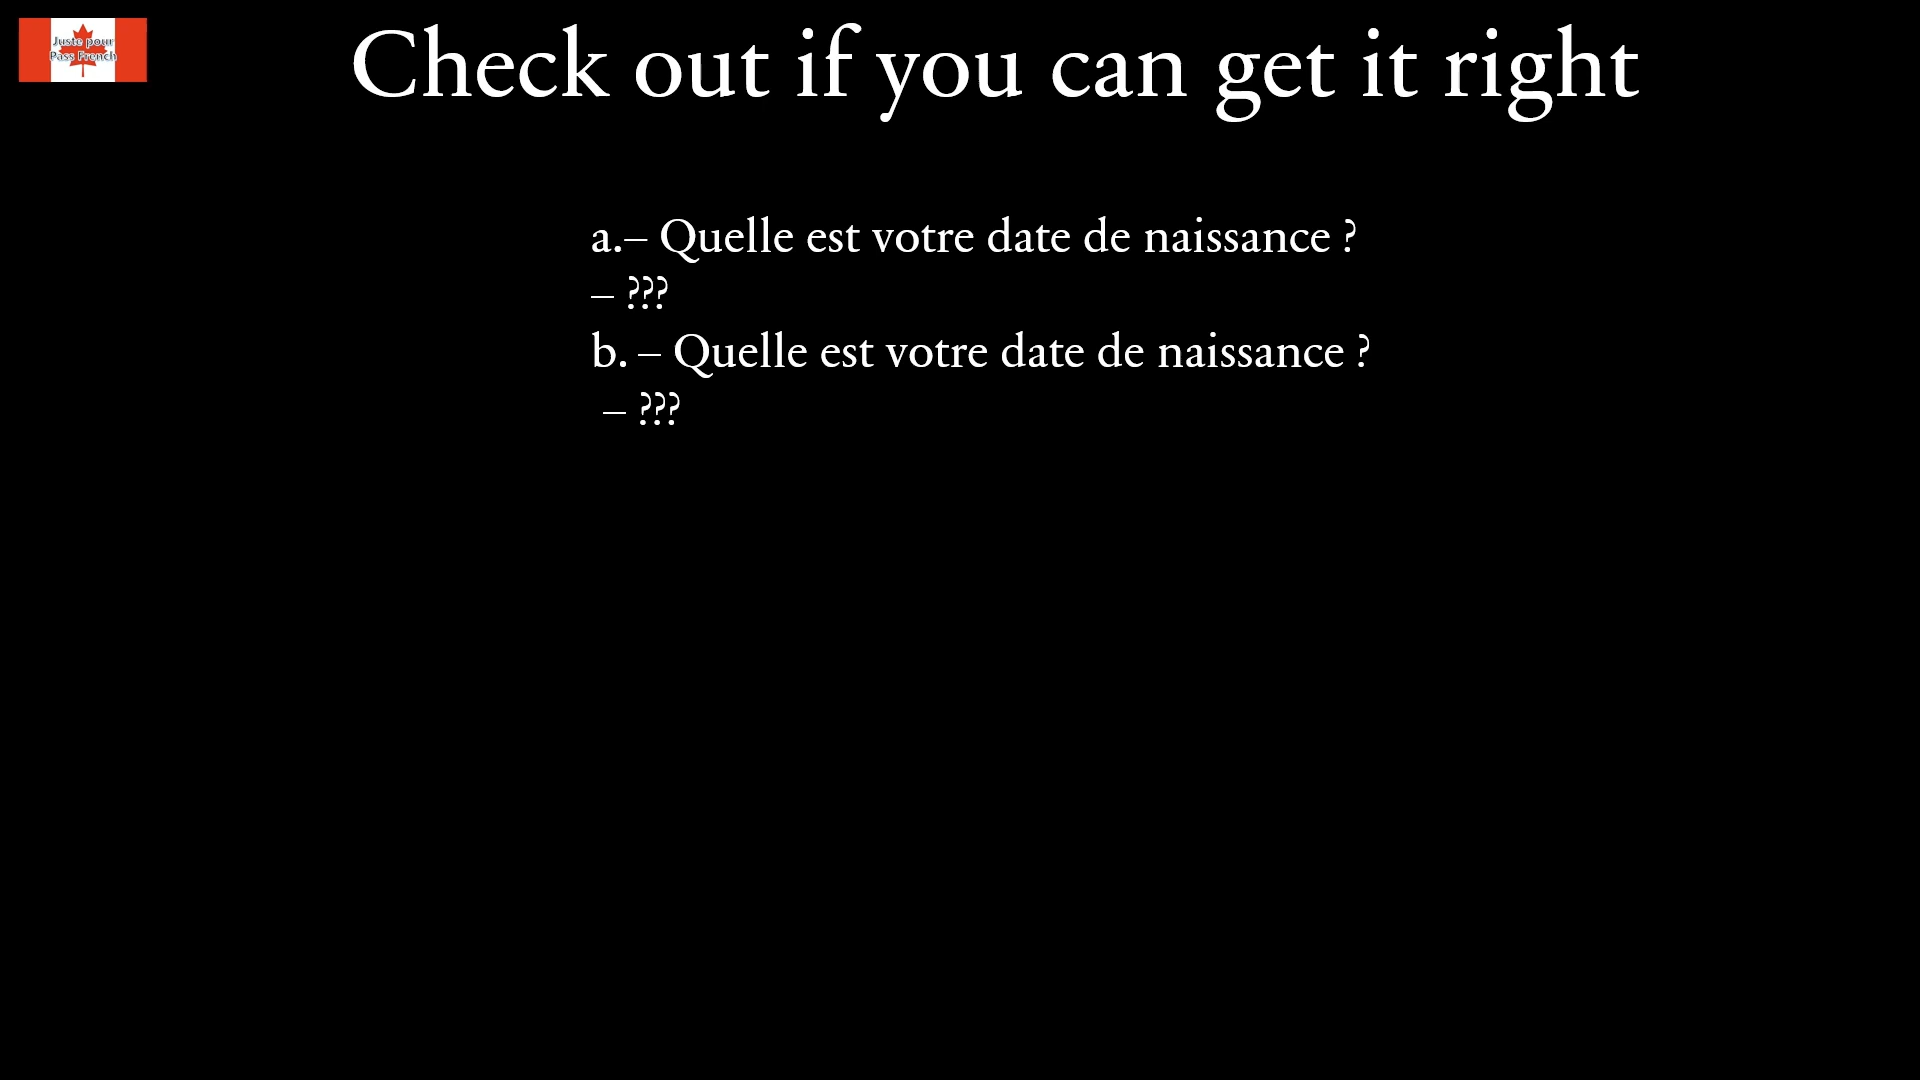 Juste pour
Pass French
Check out if you can get it right
a.– Quelle est votre date de naissance ?
– ???
b. – Quelle est votre date de naissance ?
– ???